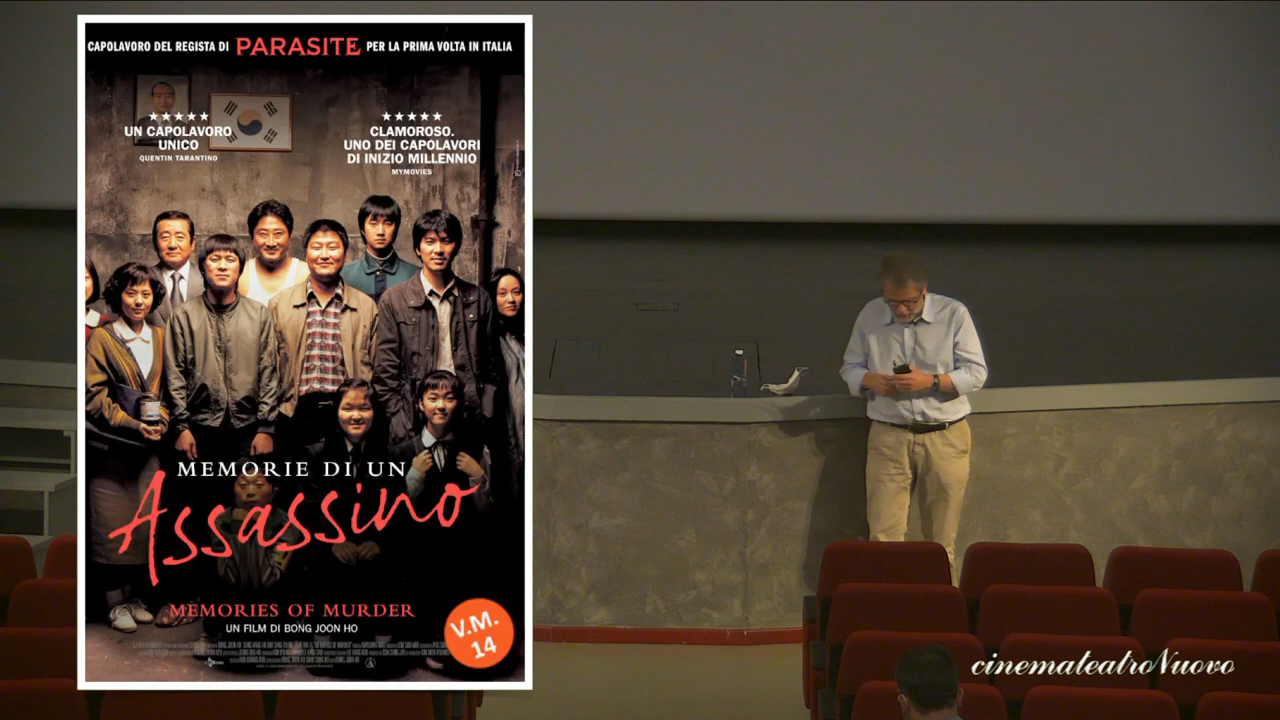 CAPOLAVORO DEL REGISTA DI PARASITE PER LA PRIMA VOLTA IN ITALIA
UN CAPOLAVORO
UNICO
QUENTIN TARANTINO
CLAMOROSO.
UNO DEI CAPOLAVORI
DI INIZIO MILLENNIO
MYMOVIES
MEMORIE DI UN
Assassino
MEMORIES OF MURDER
UN FILM DI BONG JOON HO
V.M.
14
cinemateatroNuovo